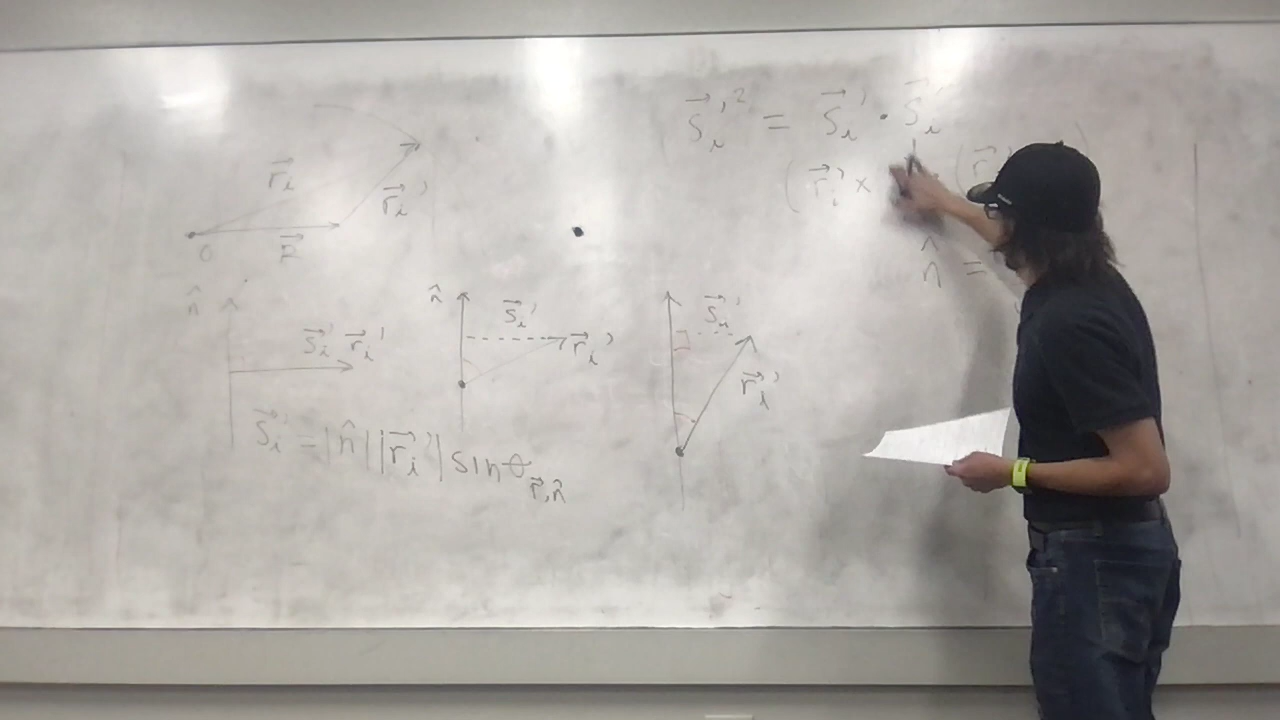 s⃗ᵢ'² = s⃗ᵢ' · s⃗ᵢ'
(r⃗ᵢ' × (r⃗ )
n̂ =
r⃗ᵢ
r⃗ᵢ'
O R⃗
n̂
s⃗ᵢ' r⃗ᵢ'
n̂ s⃗ᵢ' r⃗ᵢ'
s⃗ᵢ' r⃗ᵢ'
s⃗ᵢ' = |n̂||r⃗ᵢ'| sin θ r⃗,n̂